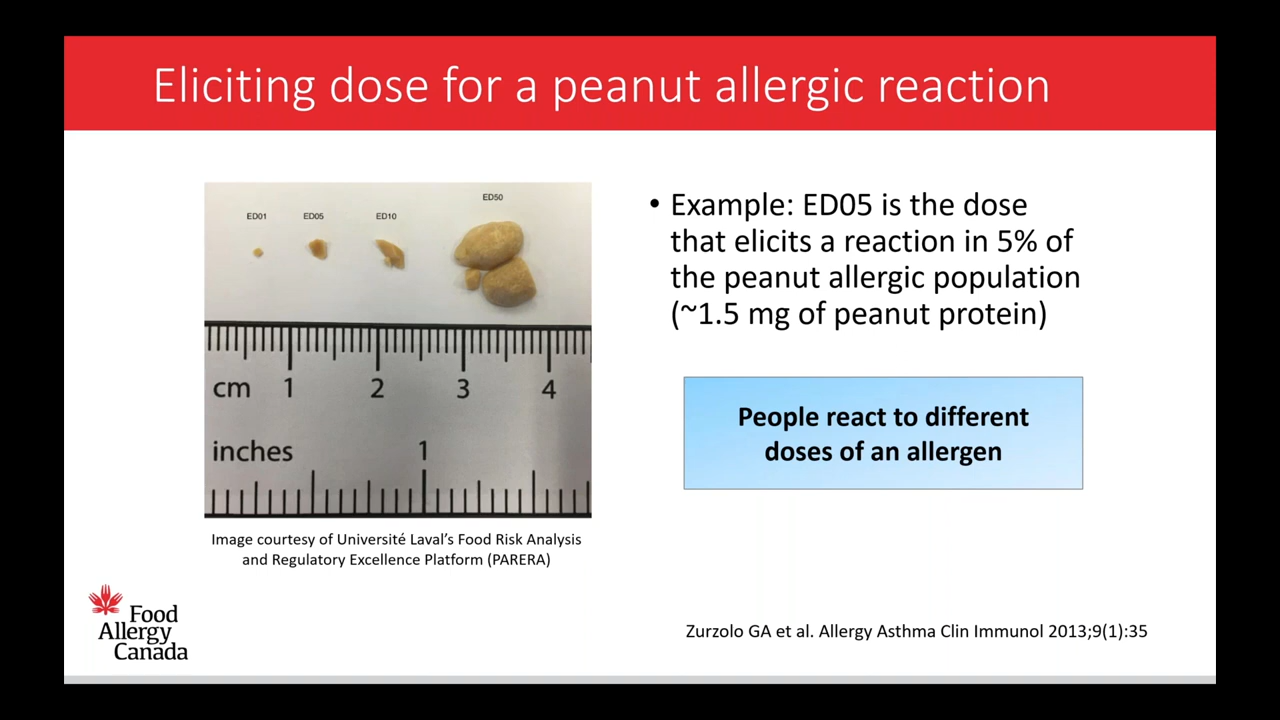 Eliciting dose for a peanut allergic reaction
ED01 ED05 ED10 ED50
cm 1 2 3 4
inches 1
Image courtesy of Université Laval's Food Risk Analysis
and Regulatory Excellence Platform (PARERA)
• Example: ED05 is the dose
that elicits a reaction in 5% of
the peanut allergic population
(~1.5 mg of peanut protein)
People react to different
doses of an allergen
Food
Allergy
Canada
Zurzolo GA et al. Allergy Asthma Clin Immunol 2013;9(1):35